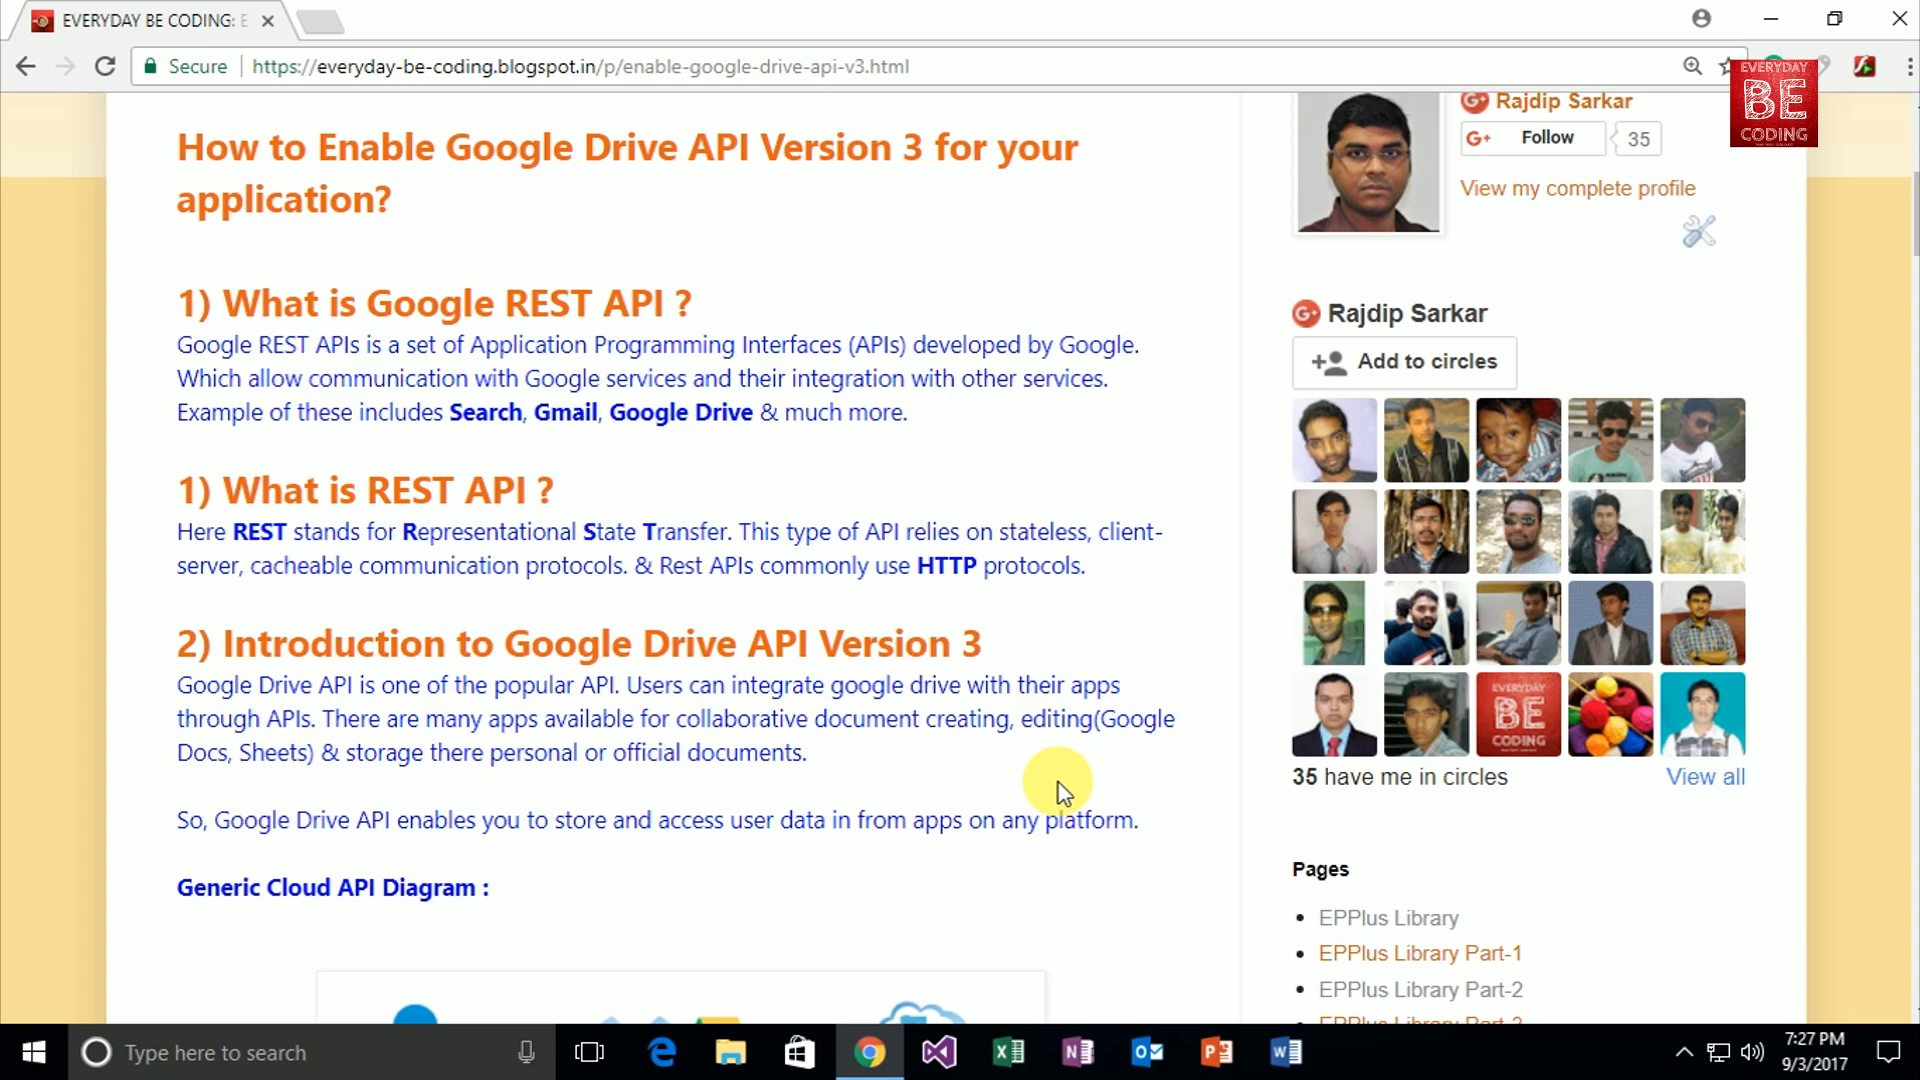 EVERYDAY BE CODING: E
Secure
https://everyday-be-coding.blogspot.in/p/enable-google-drive-api-v3.html
EVERYDAY
BE
CODING
How to Enable Google Drive API Version 3 for your
application?
1) What is Google REST API ?
Google REST APIs is a set of Application Programming Interfaces (APIs) developed by Google.
Which allow communication with Google services and their integration with other services.
Example of these includes Search, Gmail, Google Drive & much more.
1) What is REST API ?
Here REST stands for Representational State Transfer. This type of API relies on stateless, client-
server, cacheable communication protocols. & Rest APIs commonly use HTTP protocols.
2) Introduction to Google Drive API Version 3
Google Drive API is one of the popular API. Users can integrate google drive with their apps
through APIs. There are many apps available for collaborative document creating, editing(Google
Docs, Sheets) & storage there personal or official documents.
So, Google Drive API enables you to store and access user data in from apps on any platform.
Generic Cloud API Diagram :
Rajdip Sarkar
G+ Follow 35
View my complete profile
G+ Rajdip Sarkar
Add to circles
EVERYDAY
BE
CODING
35 have me in circles
View all
Pages
EPPlus Library
EPPlus Library Part-1
EPPlus Library Part-2
Type here to search
7:27 PM
9/3/2017